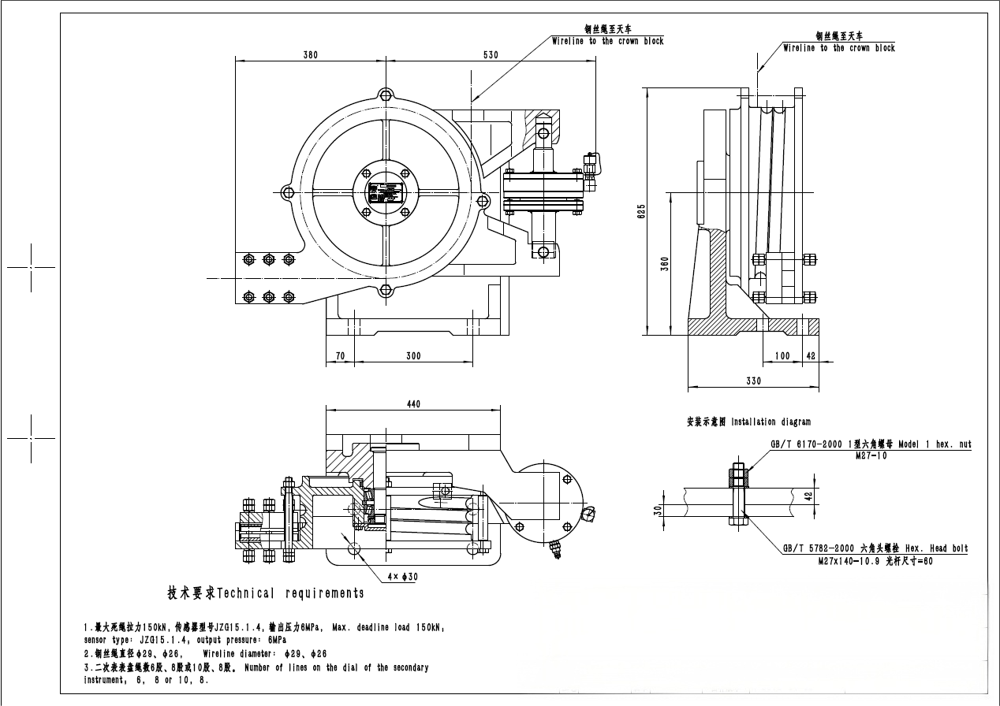 钢丝绳至天车
Wireline to the crown block
钢丝绳至天车
Wireline to the crown block
380
530
625
360
70
300
100
42
330
440
安装示意图 Installation diagram
GB/T 6170-2000 1型六角螺母 Model 1 hex. nut
M27-10
42
30
GB/T 5782-2000 六角头螺栓 Hex. Head bolt
M27x140-10.9 光杆尺寸=60
4×ϕ30
技术要求Technical requirements
1.最大死绳拉力150kN, 传感器型号JZG15.1.4, 输出压力6MPa, Max. deadline load 150kN;
sensor type: JZG15.1.4; output pressure: 6MPa
2.钢丝绳直径ϕ29、ϕ26, Wireline diameter: ϕ29、ϕ26
3.二次表表盘绳数6股、8股或10股、8股。 Number of lines on the dial of the secondary
instrument; 6, 8 or 10, 8.